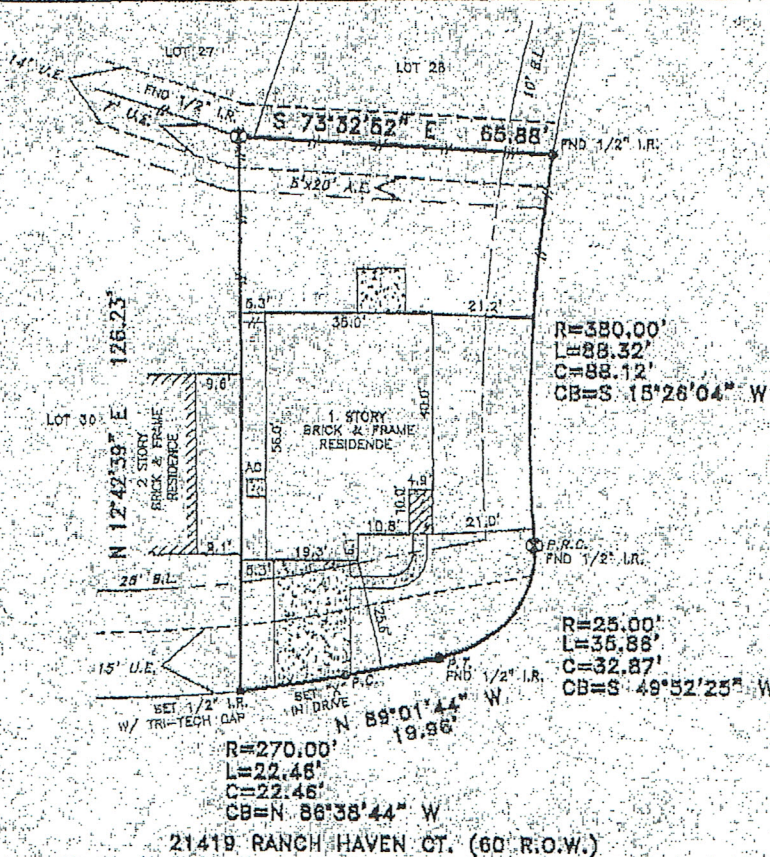 LOT 27
LOT 28
14' U.E.
7' U.E.
FND 1/2" I.R.
10' B.L.
S 73°32'52" E 65.88'
FND 1/2" I.R.
5'X20' A.E.
5.3'
35.0'
21.2'
R=380.00'
L=88.32'
C=88.12'
CB=S 15°26'04" W
N 12°42'39" E 126.23'
9.6'
LOT 30
2 STORY
BRICK & FRAME
RESIDENCE
56.0'
1 STORY
BRICK & FRAME
RESIDENCE
40.0'
4.9'
10.0'
10.8'
21.0'
19.3'
5.3'
25' B.L.
P.R.C.
FND 1/2" I.R.
R=25.00'
L=35.88'
C=32.87'
CB=S 49°52'25" W
15' U.E.
P.T.
FND 1/2" I.R.
P.C.
SET "X"
IN DRIVE
SET 1/2" I.R.
W/ TRI-TECH CAP
N 89°01'44" W
19.96'
R=270.00'
L=22.46'
C=22.46'
CB=N 86°38'44" W
21419 RANCH HAVEN CT. (60' R.O.W.)